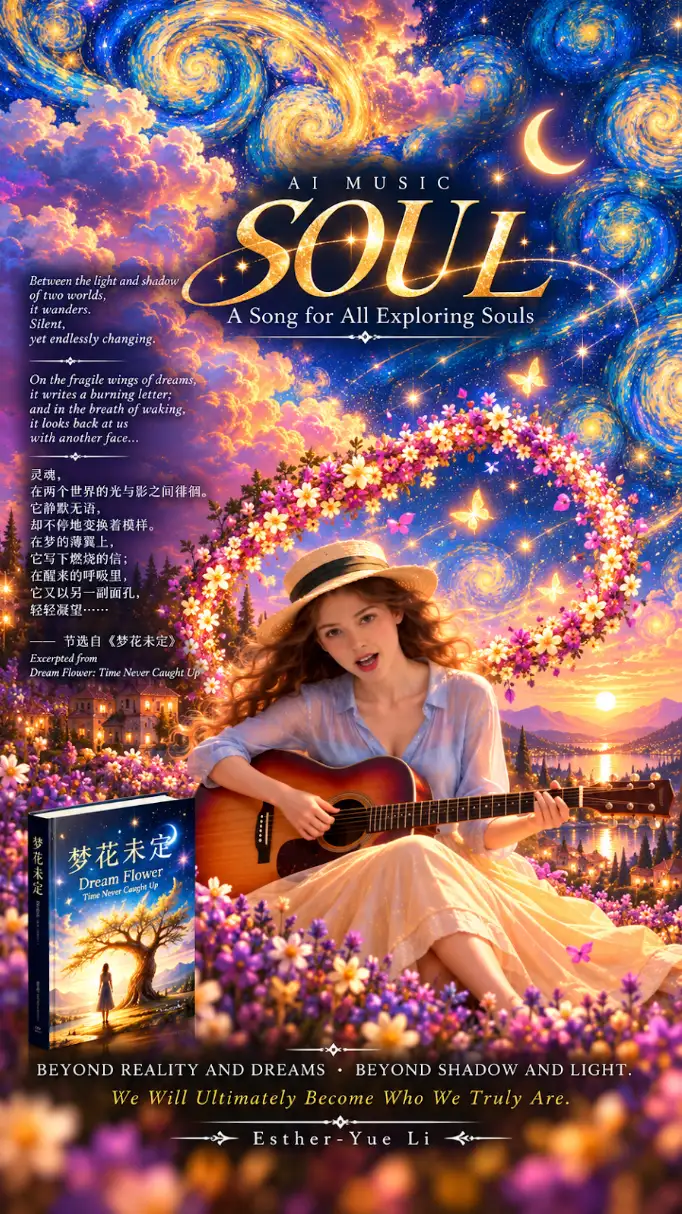 AI MUSIC
SOUL
A Song for All Exploring Souls
Between the light and shadow
of two worlds,
it wanders.
Silent,
yet endlessly changing.
On the fragile wings of dreams,
it writes a burning letter;
and in the breath of waking,
it looks back at us
with another face...
灵魂,
在两个世界的光与影之间徘徊。
它静默无语,
却不停地变换着模样。
在梦的薄翼上,
它写下燃烧的信;
在醒来的呼吸里,
它又以另一副面孔,
轻轻凝望……
—— 节选自《梦花未定》
Excerpted from
Dream Flower: Time Never Caught Up
梦花未定
梦花未定
Dream Flower
Time Never Caught Up
BEYOND REALITY AND DREAMS • BEYOND SHADOW AND LIGHT.
We Will Ultimately Become Who We Truly Are.
Esther-Yue Li